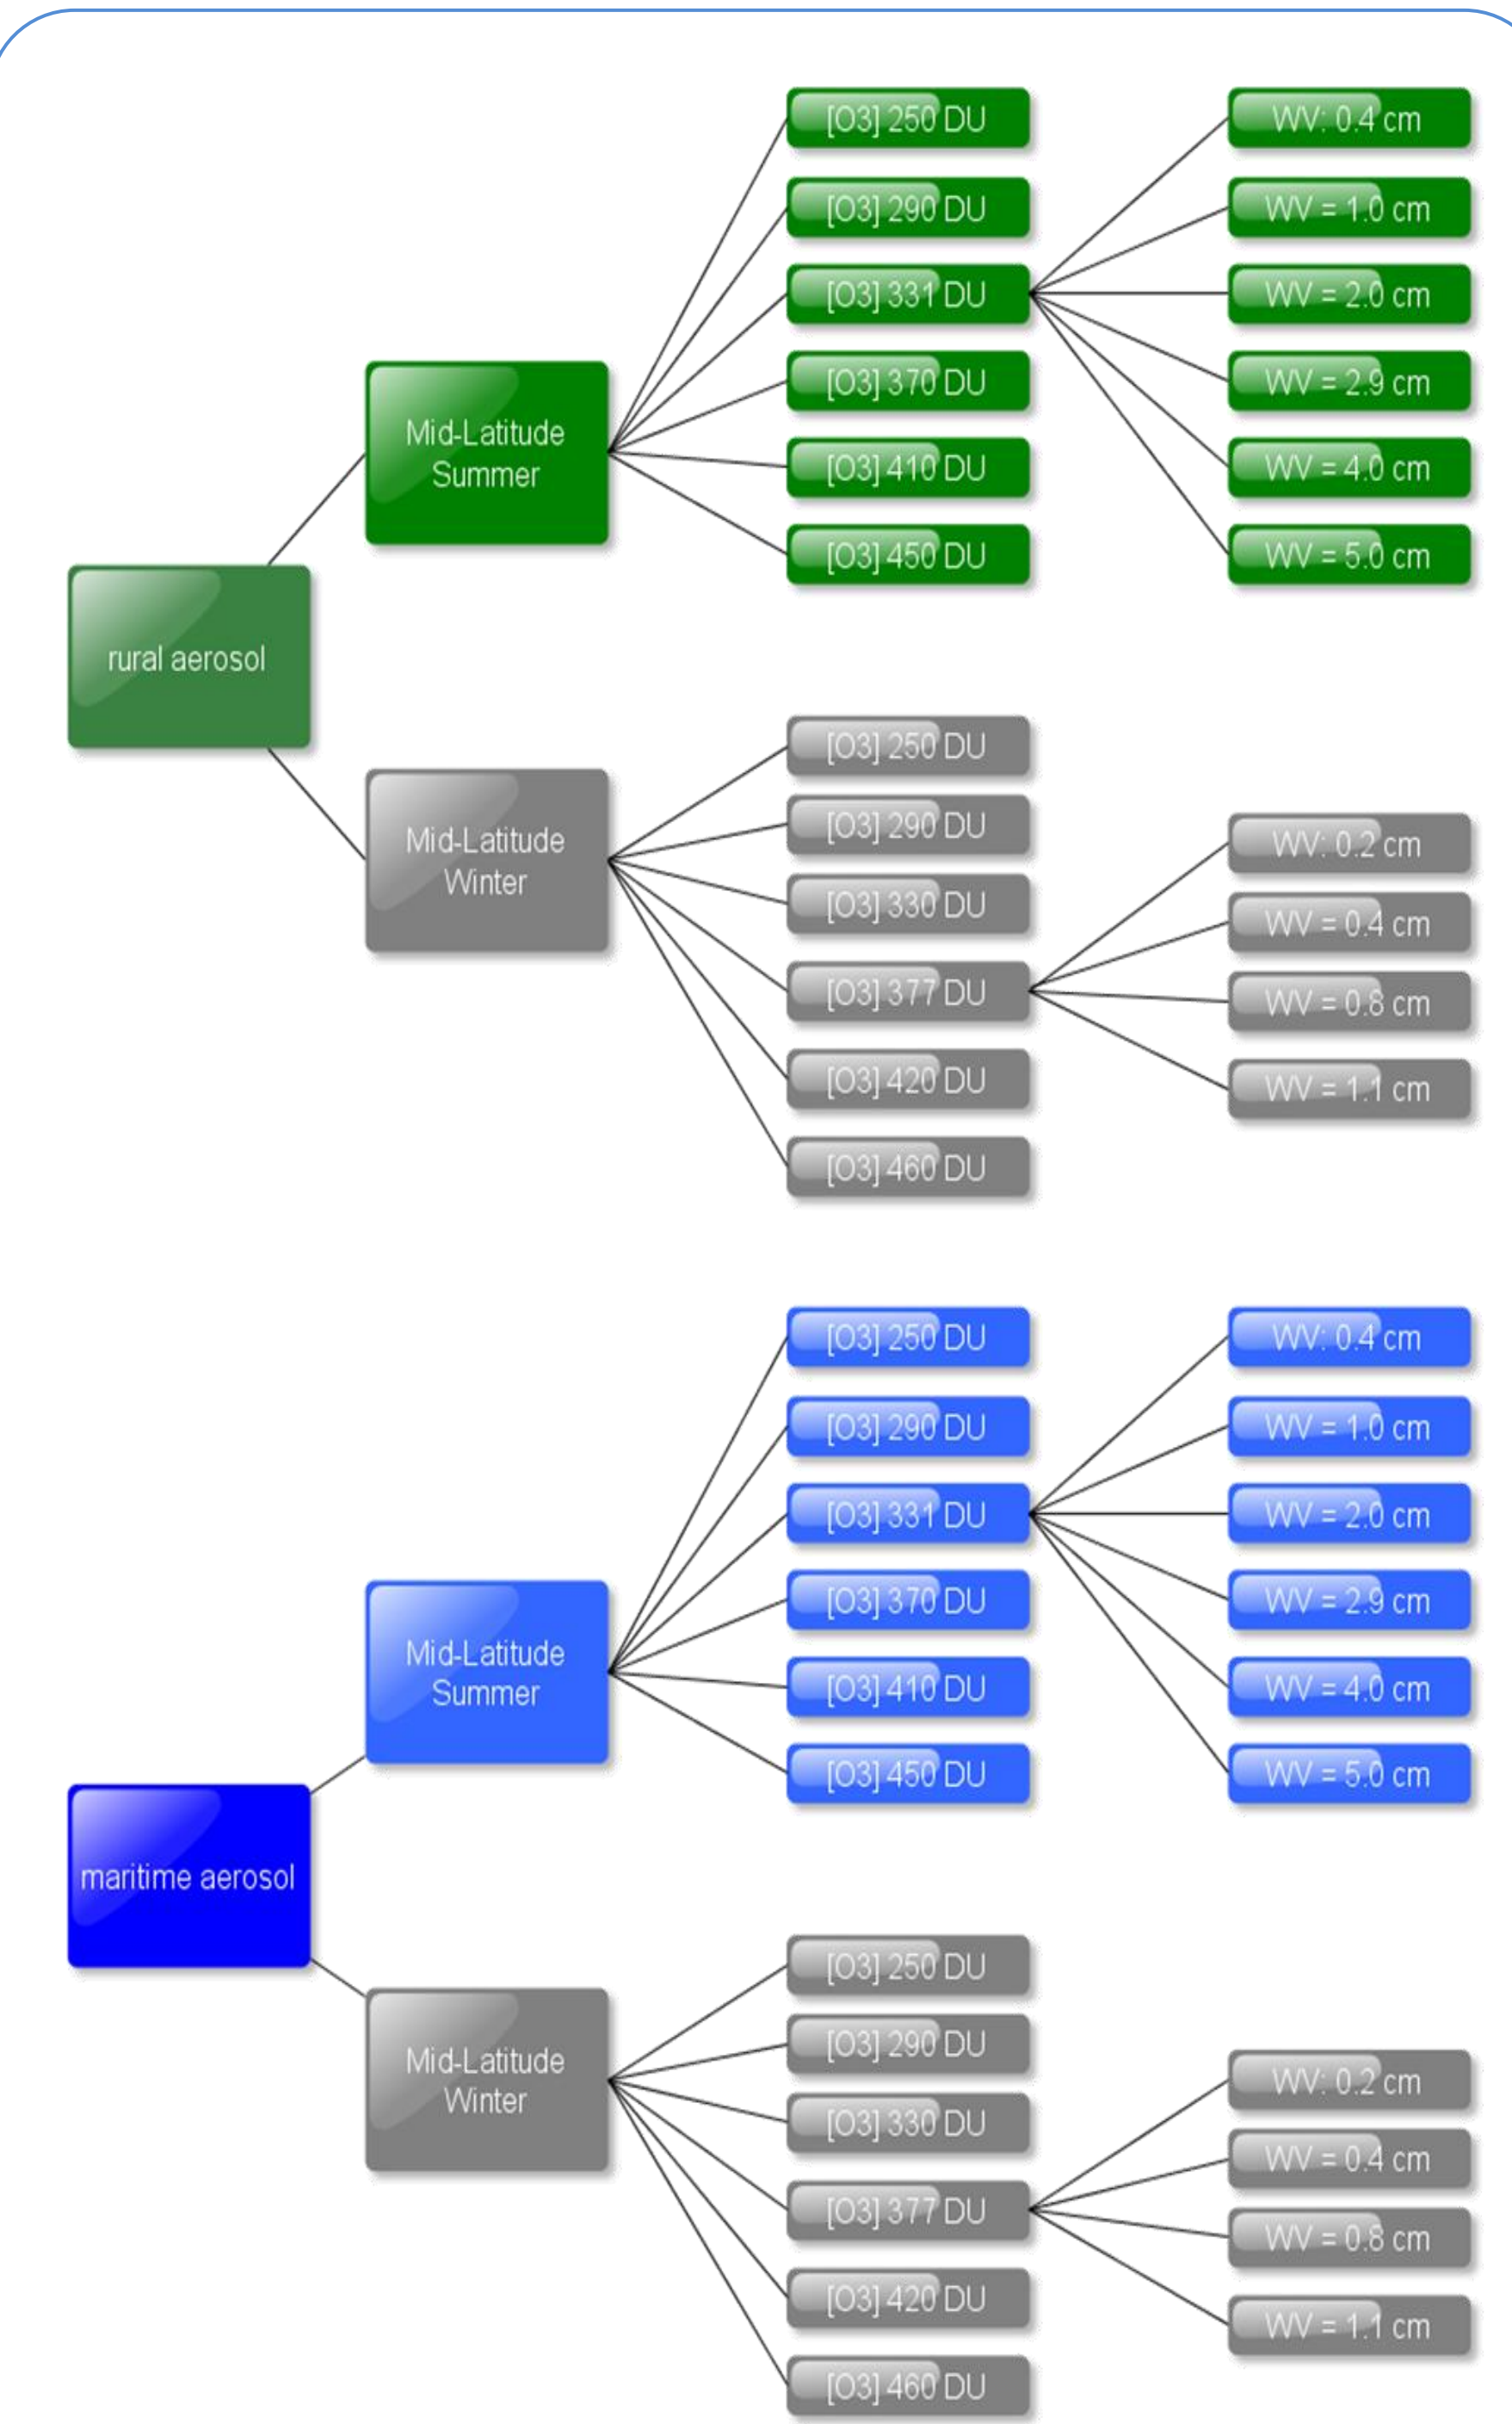 [O3] 250 DU
WV: 0.4 cm
[O3] 290 DU
WV = 1.0 cm
[O3] 331 DU
WV = 2.0 cm
[O3] 370 DU
WV = 2.9 cm
Mid-Latitude
Summer
[O3] 410 DU
WV = 4.0 cm
[O3] 450 DU
WV = 5.0 cm
rural aerosol
[O3] 250 DU
Mid-Latitude
Winter
[O3] 290 DU
WV: 0.2 cm
[O3] 330 DU
WV = 0.4 cm
[O3] 377 DU
WV = 0.8 cm
[O3] 420 DU
WV = 1.1 cm
[O3] 460 DU
[O3] 250 DU
WV: 0.4 cm
[O3] 290 DU
WV = 1.0 cm
[O3] 331 DU
WV = 2.0 cm
[O3] 370 DU
WV = 2.9 cm
Mid-Latitude
Summer
[O3] 410 DU
WV = 4.0 cm
[O3] 450 DU
WV = 5.0 cm
maritime aerosol
[O3] 250 DU
Mid-Latitude
Winter
[O3] 290 DU
WV: 0.2 cm
[O3] 330 DU
WV = 0.4 cm
[O3] 377 DU
WV = 0.8 cm
[O3] 420 DU
WV = 1.1 cm
[O3] 460 DU